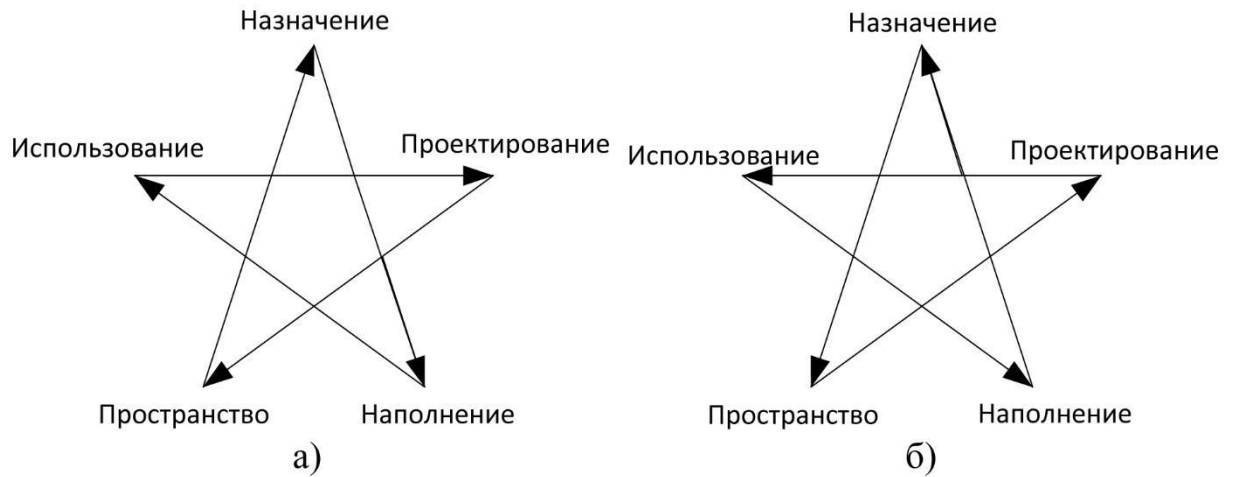 Назначение
Использование
Проектирование
Пространство
Наполнение
а)
Назначение
Использование
Проектирование
Пространство
Наполнение
б)